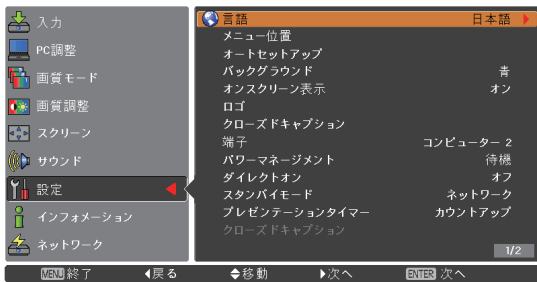 入力
PC調整
画質モード
画質調整
スクリーン
サウンド
設定
インフォメーション
ネットワーク
言語 日本語
メニュー位置
オートセットアップ
バックグラウンド 青
オンスクリーン表示 オン
ロゴ
クローズドキャプション
端子 コンピューター 2
パワーマネージメント 待機
ダイレクトオン オフ
スタンバイモード ネットワーク
プレゼンテーションタイマー カウントアップ
クローズドキャプション
1/2
MENU 終了 戻る 移動 次へ ENTER 次へ